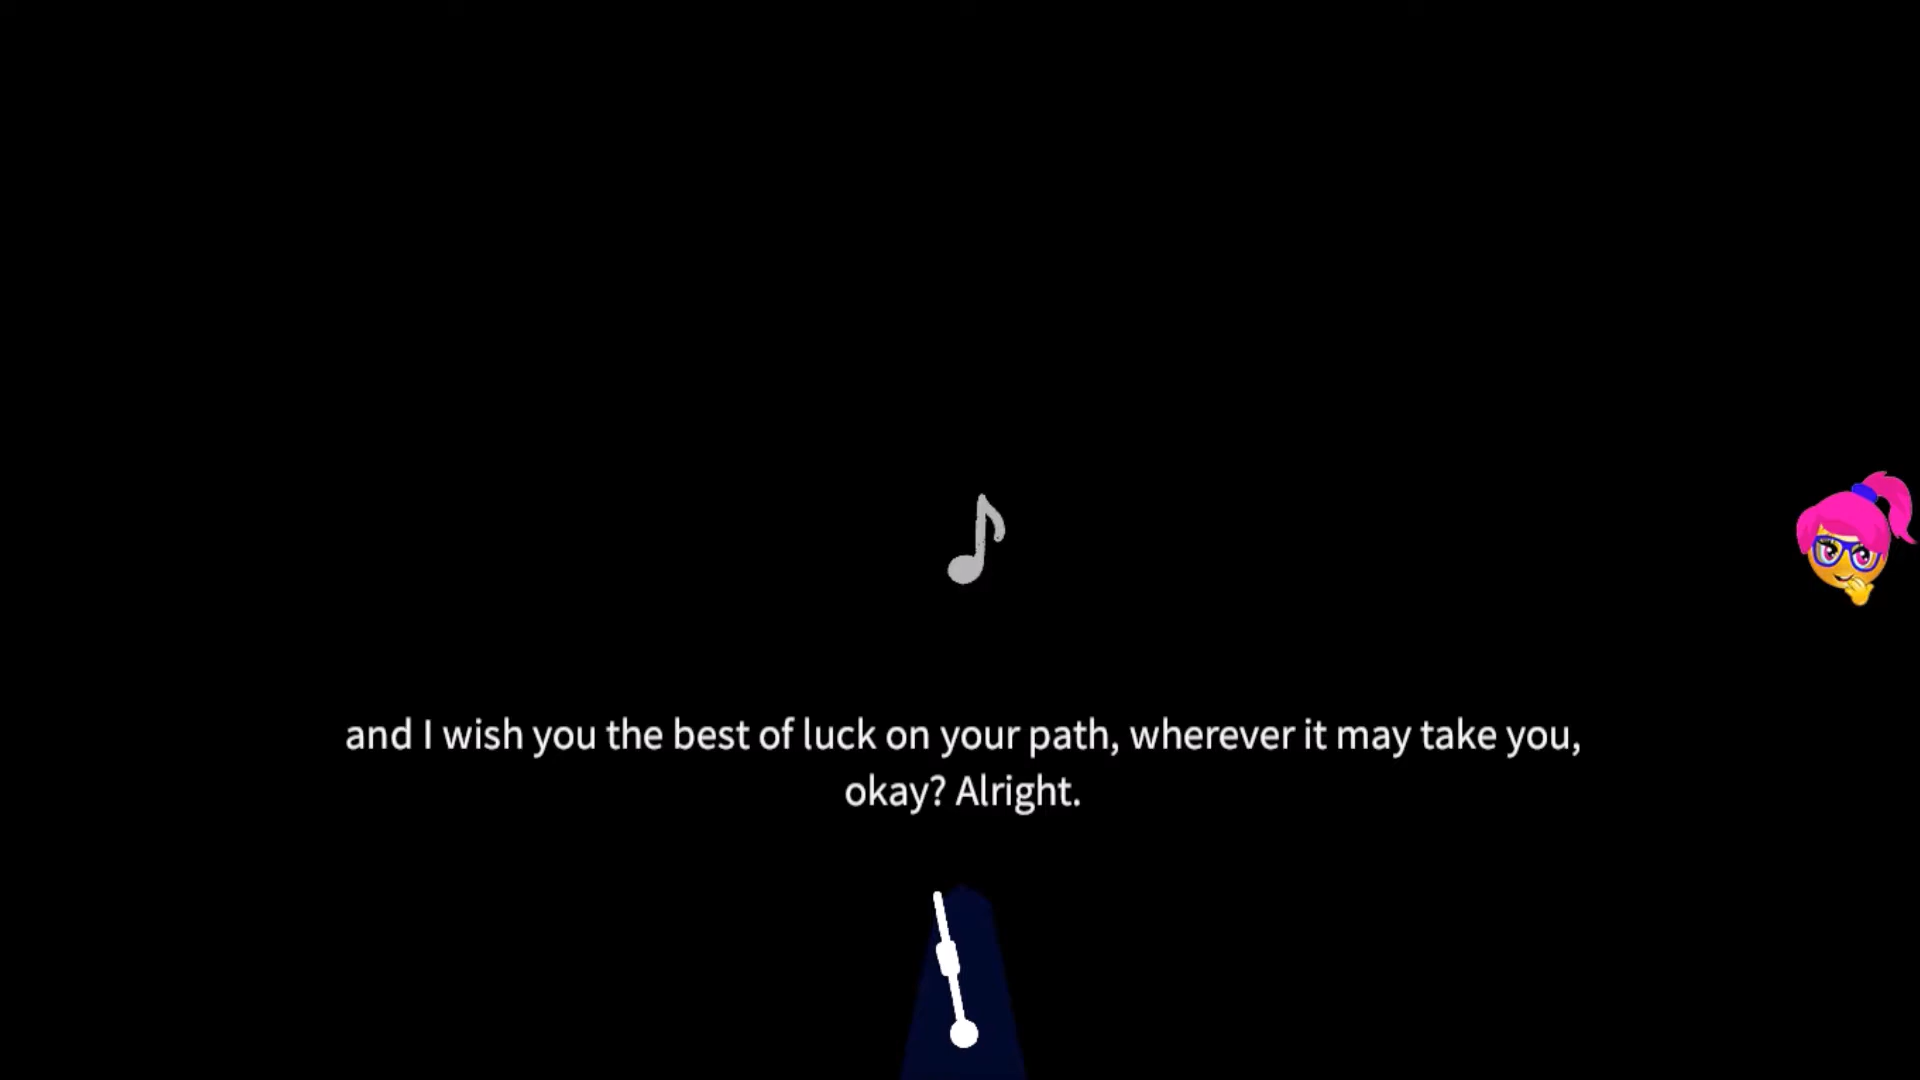 and I wish you the best of luck on your path, wherever it may take you,
okay? Alright.